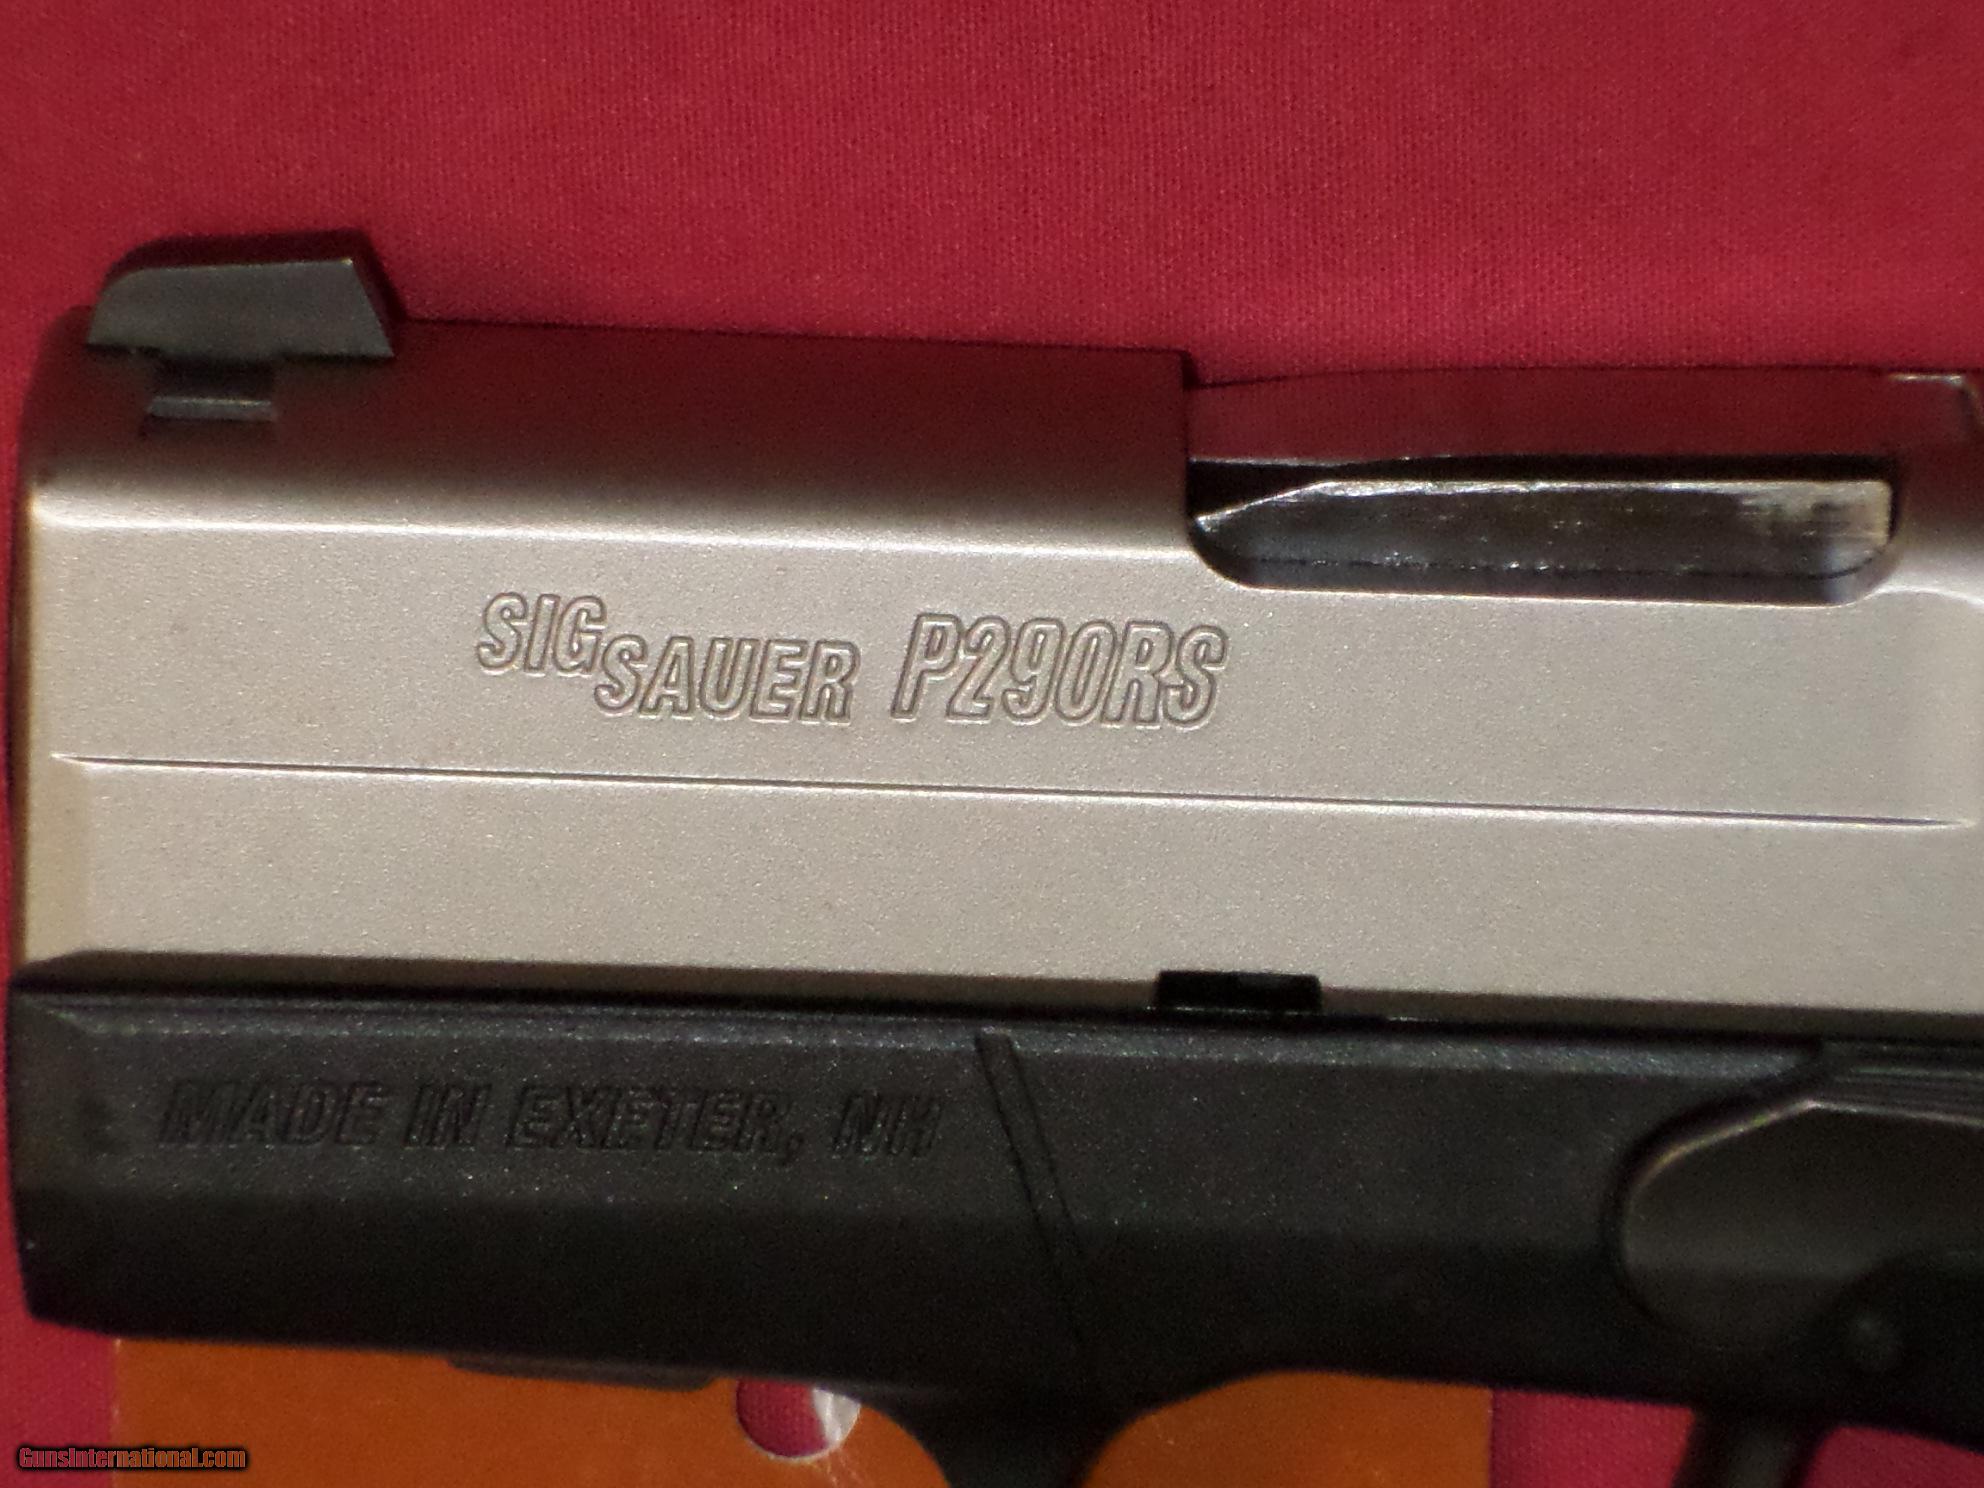 SIG SAUER P290RS
MADE IN EXETER, NH
GunsInternational.com